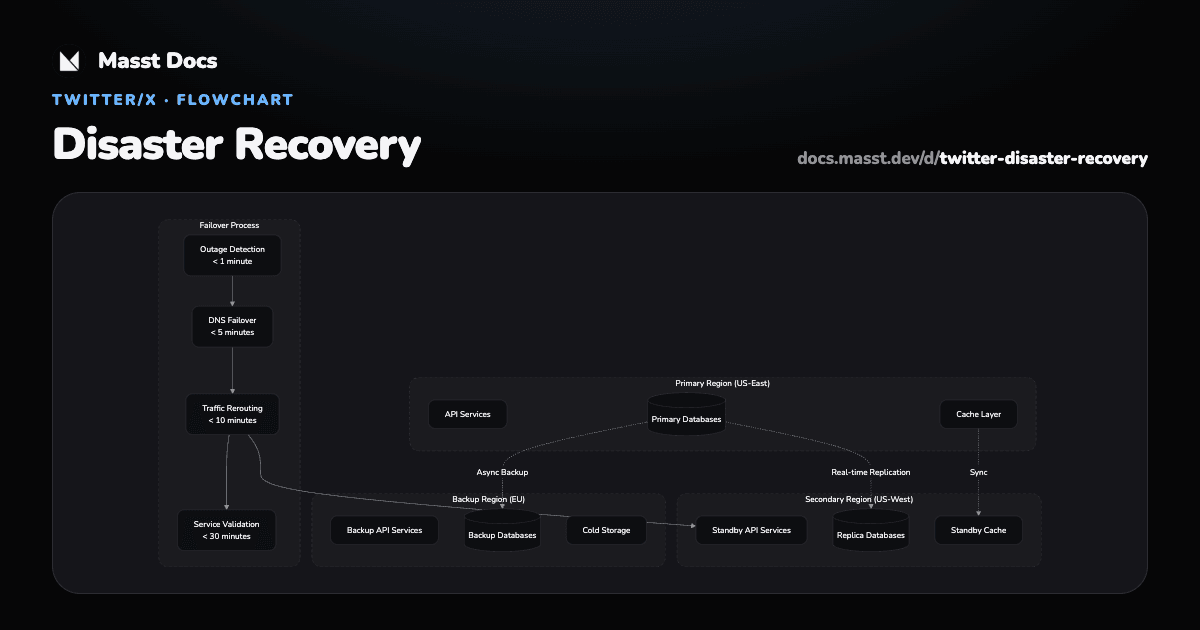 Masst Docs
TWITTER/X · FLOWCHART
Disaster Recovery
docs.masst.dev/d/twitter-disaster-recovery
Failover Process
Outage Detection
< 1 minute
DNS Failover
< 5 minutes
Traffic Rerouting
< 10 minutes
Service Validation
< 30 minutes
Primary Region (US-East)
API Services
Primary Databases
Cache Layer
Async Backup
Real-time Replication
Sync
Backup Region (EU)
Backup API Services
Backup Databases
Cold Storage
Secondary Region (US-West)
Standby API Services
Replica Databases
Standby Cache